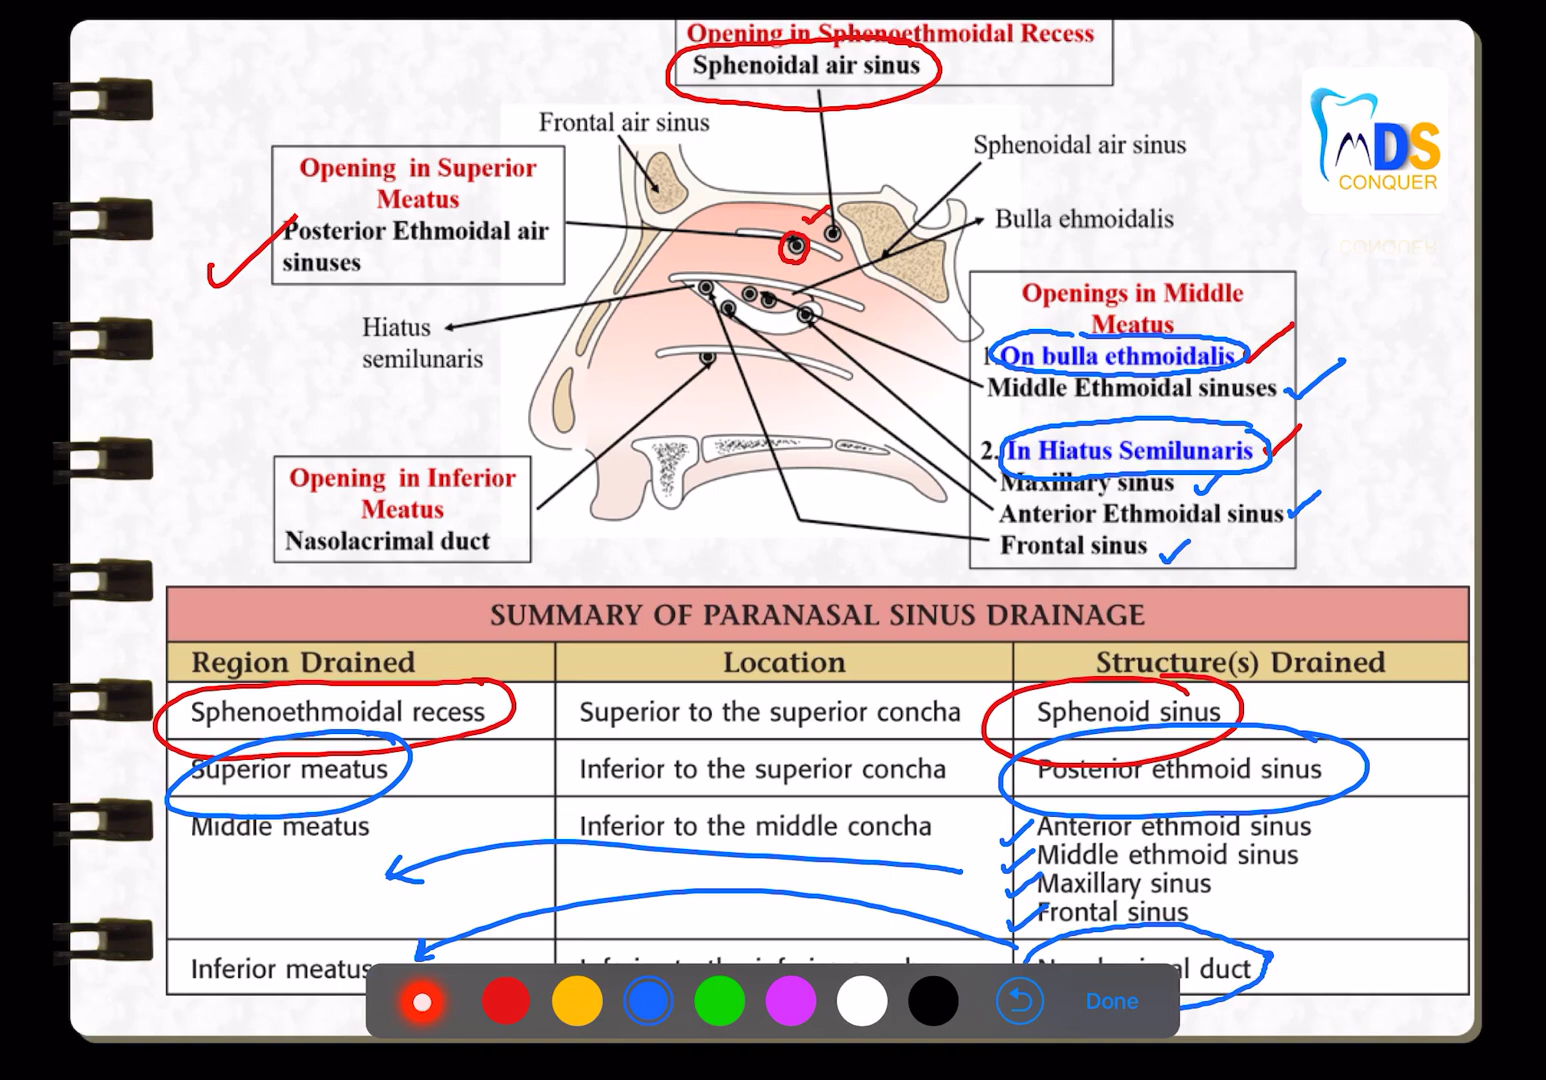 Opening in Sphenoethmoidal Recess
Sphenoidal air sinus
Frontal air sinus
Sphenoidal air sinus
Bulla ehmoidalis
Opening in Superior
Meatus
Posterior Ethmoidal air
sinuses
Hiatus
semilunaris
Openings in Middle
Meatus
1. On bulla ethmoidalis
Middle Ethmoidal sinuses
2. In Hiatus Semilunaris
Maxillary sinus
Anterior Ethmoidal sinus
Frontal sinus
Opening in Inferior
Meatus
Nasolacrimal duct
MDS
CONQUER
SUMMARY OF PARANASAL SINUS DRAINAGE
Region Drained Location Structure(s) Drained
Sphenoethmoidal recess Superior to the superior concha Sphenoid sinus
Superior meatus Inferior to the superior concha Posterior ethmoid sinus
Middle meatus Inferior to the middle concha Anterior ethmoid sinus
Middle ethmoid sinus
Maxillary sinus
Frontal sinus
Inferior meatus duct
Done